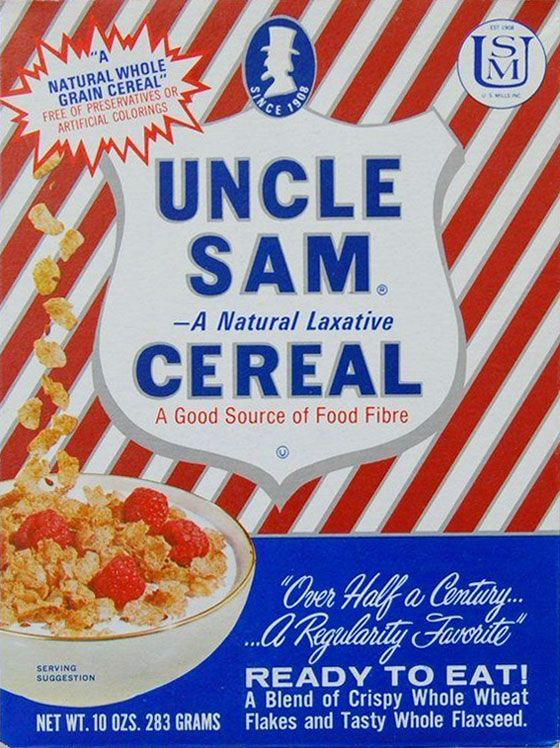 "A
NATURAL WHOLE
GRAIN CEREAL"
FREE OF PRESERVATIVES OR
ARTIFICIAL COLORINGS
SINCE 1908
EST 1908
USM
U.S. MILLS INC.
UNCLE
SAM®
—A Natural Laxative
CEREAL
A Good Source of Food Fibre
Ⓤ
"Over Half a Century...
...A Regularity Favorite"
READY TO EAT!
A Blend of Crispy Whole Wheat
Flakes and Tasty Whole Flaxseed.
SERVING
SUGGESTION
NET WT. 10 OZS. 283 GRAMS